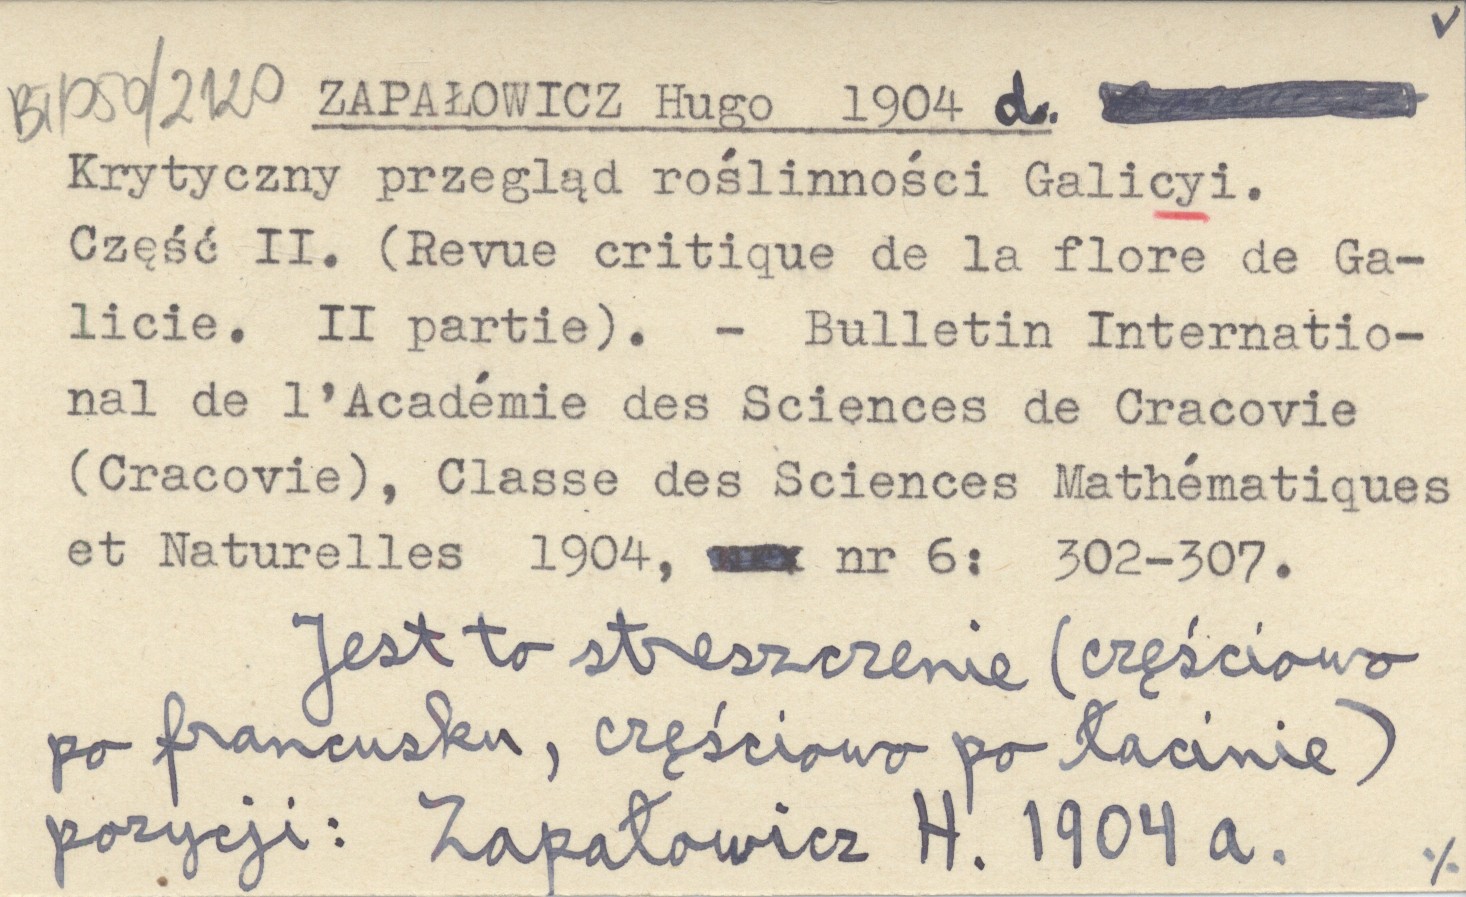 ZAPAŁOWICZ Hugo 1904 d.
Krytyczny przegląd roślinności Galicyi.
Część II. (Revue critique de la flore de Ga-
licie. II partie). - Bulletin Internatio-
nal de l'Académie des Sciences de Cracovie
(Cracovie), Classe des Sciences Mathématiques
et Naturelles 1904, nr 6: 302-307.
Jest to streszczenie (częściowo
po francusku, częściowo po łacinie)
pozycji: Zapałowicz H. 1904 a.
·/.